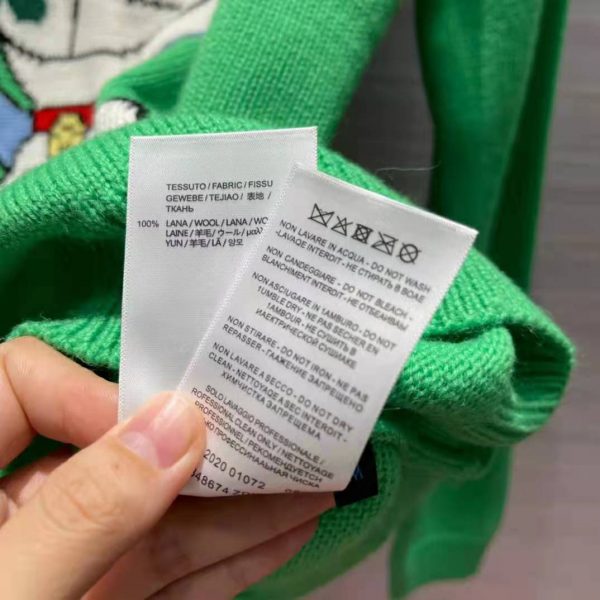 TESSUTO / FABRIC / FISSU
GEWEBE / TEJIAO / 表地 /
ТКАНЬ
100% LANA / WOOL / LANA / WO
LAINE / 羊毛 / ウール / μαλλ
YUN / 羊毛 / LÃ / 양모
NON LAVARE IN ACQUA - DO NOT WASH
-LAVAGE INTERDIT - НЕ СТИРАТЬ В ВОДЕ
NON CANDEGGIARE - DO NOT BLEACH -
BLANCHIMENT INTERDIT - НЕ ОТБЕЛИВАТЬ
NON ASCIUGARE IN TAMBURO - DO NOT
TUMBLE DRY - NE PAS SECHER EN
TAMBOUR - НЕ СУШИТЬ В
СУШИЛКЕ
NON STIRARE - DO NOT IRON - NE PAS
REPASSER - ГЛАЖЕНИЕ ЗАПРЕЩЕНО
NON LAVARE A SECCO - DO NOT DRY
CLEAN - NETTOYAGE A SEC INTERDIT -
ХИМЧИСТКА ЗАПРЕЩЕНА
SOLO LAVAGGIO PROFESSIONALE /
PROFESSIONAL CLEAN ONLY / NETTOYAGE
PROFESSIONNEL / РЕКОМЕНДУЕТСЯ
ПРОФЕССИОНАЛЬНАЯ ЧИСТКА
2020 01072
48674